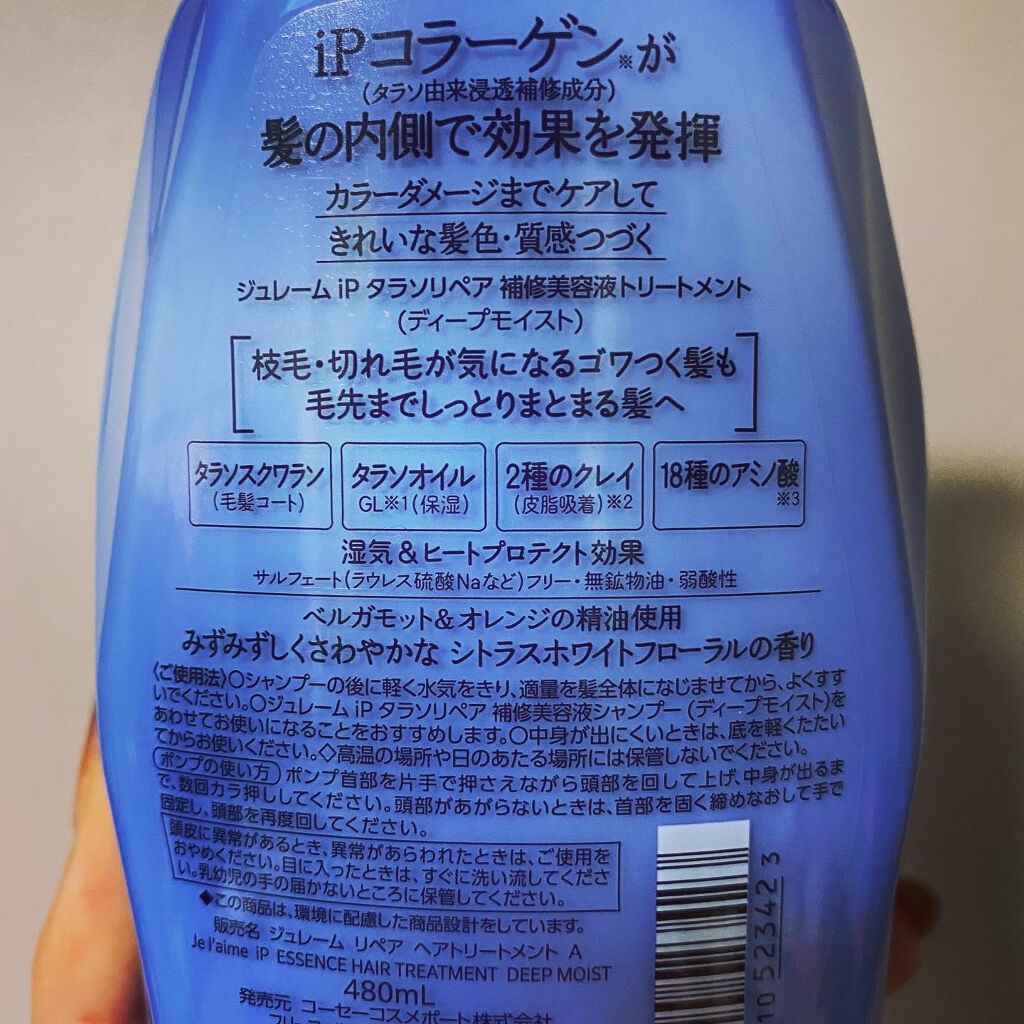 iPコラーゲン※が
(タラソ由来浸透補修成分)
髪の内側で効果を発揮
カラーダメージまでケアして
きれいな髪色・質感つづく
ジュレーム iP タラソリペア 補修美容液トリートメント
(ディープモイスト)
枝毛・切れ毛が気になるゴワつく髪も
毛先までしっとりまとまる髪へ
タラソスクワラン
(毛髪コート)
タラソオイル
GL※1(保湿)
2種のクレイ
(皮脂吸着)※2
18種のアミノ酸
※3
湿気&ヒートプロテクト効果
サルフェート(ラウレス硫酸Naなど)フリー・無鉱物油・弱酸性
ベルガモット&オレンジの精油使用
みずみずしくさわやかな シトラスホワイトフローラルの香り
〈ご使用法〉○シャンプーの後に軽く水気をきり、適量を髪全体になじませてから、よくすす
いでください。○ジュレーム iP タラソリペア 補修美容液シャンプー(ディープモイスト)を
あわせてお使いになることをおすすめします。○中身が出にくいときは、底を軽くたたい
てからお使いください。◇高温の場所や日のあたる場所には保管しないでください。
ポンプの使い方 ポンプ首部を片手で押さえながら頭部を回して上げ、中身が出るま
で、数回カラ押ししてください。頭部があがらないときは、首部を固く締めなおして手で
固定し、頭部を再度回してください。
頭皮に異常があるとき、異常があらわれたときは、ご使用を
おやめください。目に入ったときは、すぐに洗い流してくださ
い。乳幼児の手の届かないところに保管してください。
◆この商品は、環境に配慮した商品設計をしています。
販売名 ジュレーム リペア ヘアトリートメント A
Je l'aime iP ESSENCE HAIR TREATMENT DEEP MOIST
480mL
発売元 コーセーコスメポート株式会社
10523423